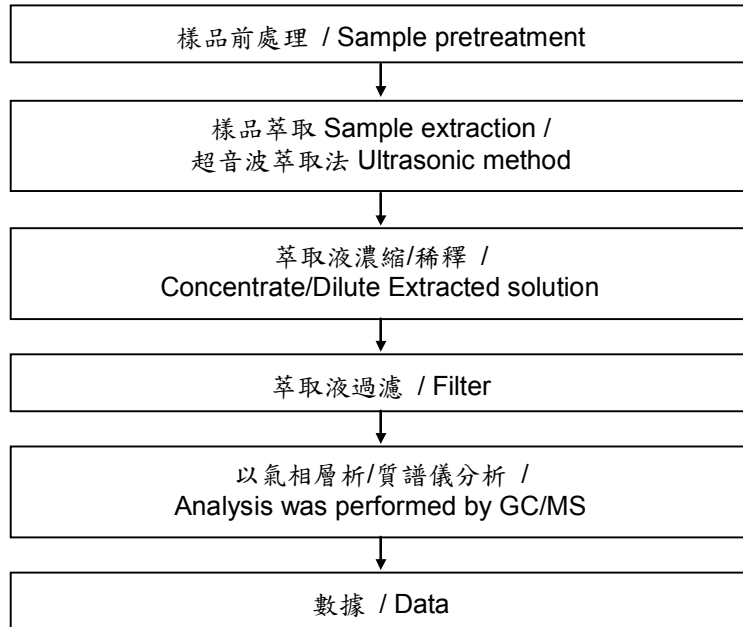 樣品前處理 / Sample pretreatment
樣品萃取 Sample extraction /
超音波萃取法 Ultrasonic method
萃取液濃縮/稀釋 /
Concentrate/Dilute Extracted solution
萃取液過濾 / Filter
以氣相層析/質譜儀分析 /
Analysis was performed by GC/MS
數據 / Data